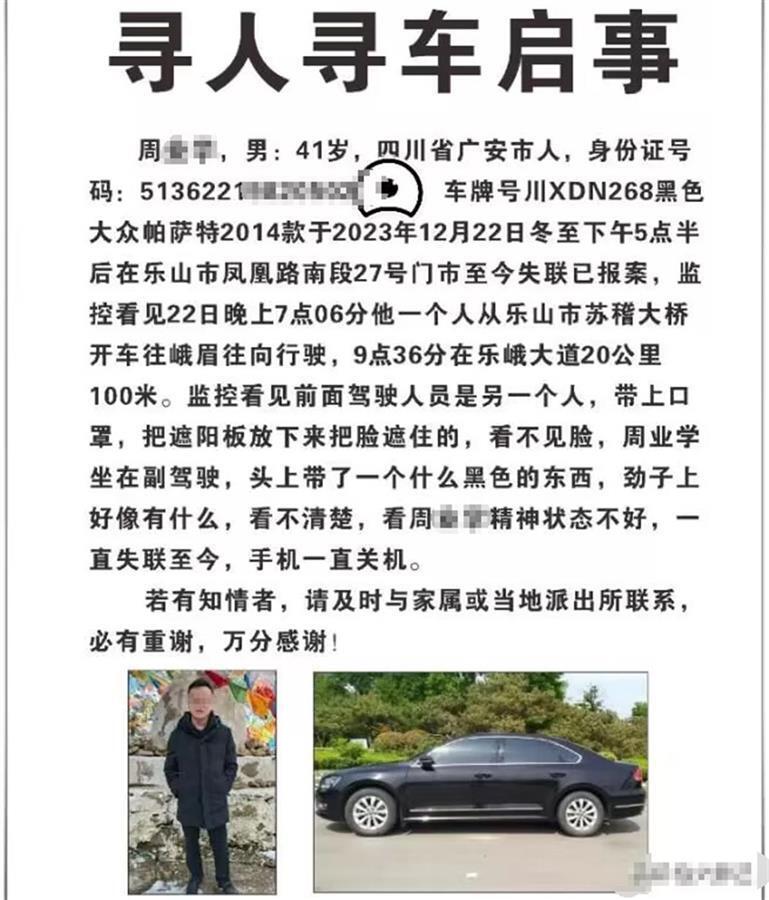 寻人寻车启事
周，男：41岁，四川省广安市人，身份证号
码：5136221 车牌号川XDN268黑色
大众帕萨特2014款于2023年12月22日冬至下午5点半
后在乐山市凤凰路南段27号门市至今失联已报案，监
控看见22日晚上7点06分他一个人从乐山市苏稽大桥
开车往峨眉往向行驶，9点36分在乐峨大道20公里
100米。监控看见前面驾驶人员是另一个人，带上口
罩，把遮阳板放下来把脸遮住的，看不见脸，周业学
坐在副驾驶，头上带了一个什么黑色的东西，劲子上
好像有什么，看不清楚，看周精神状态不好，一
直失联至今，手机一直关机。
若有知情者，请及时与家属或当地派出所联系，
必有重谢，万分感谢！